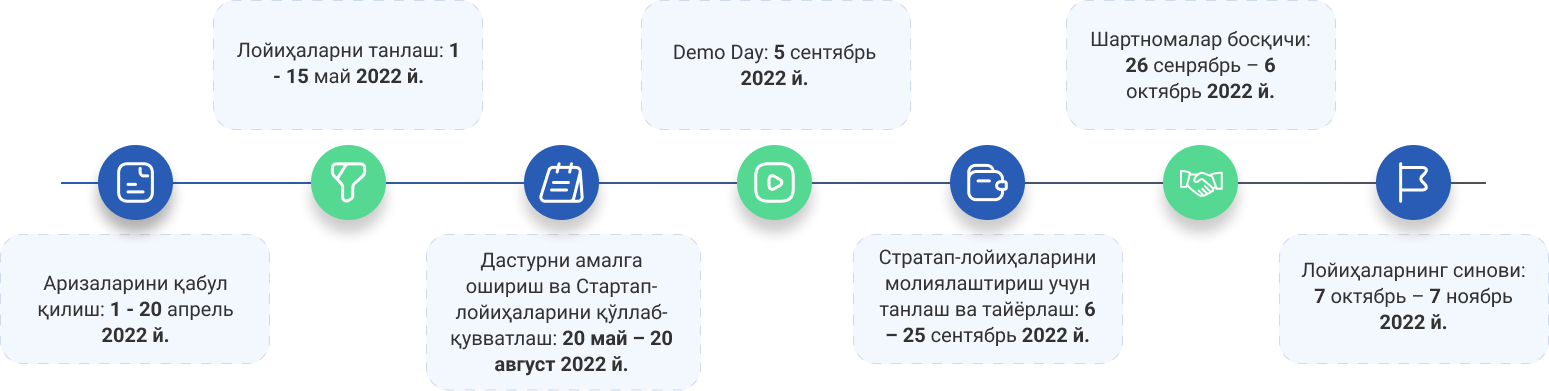 Лойиҳаларни танлаш: 1
- 15 май 2022 й.
Demo Day: 5 сентябрь
2022 й.
Шартномалар босқичи:
26 сенрябрь – 6
октябрь 2022 й.
Аризаларини қабул
қилиш: 1 - 20 апрель
2022 й.
Дастурни амалга
ошириш ва Стартап-
лойиҳаларини қўллаб-
қувватлаш: 20 май – 20
август 2022 й.
Стратап-лойиҳаларини
молиялаштириш учун
танлаш ва тайёрлаш: 6
– 25 сентябрь 2022 й.
Лойиҳаларнинг синови:
7 октябрь – 7 ноябрь
2022 й.